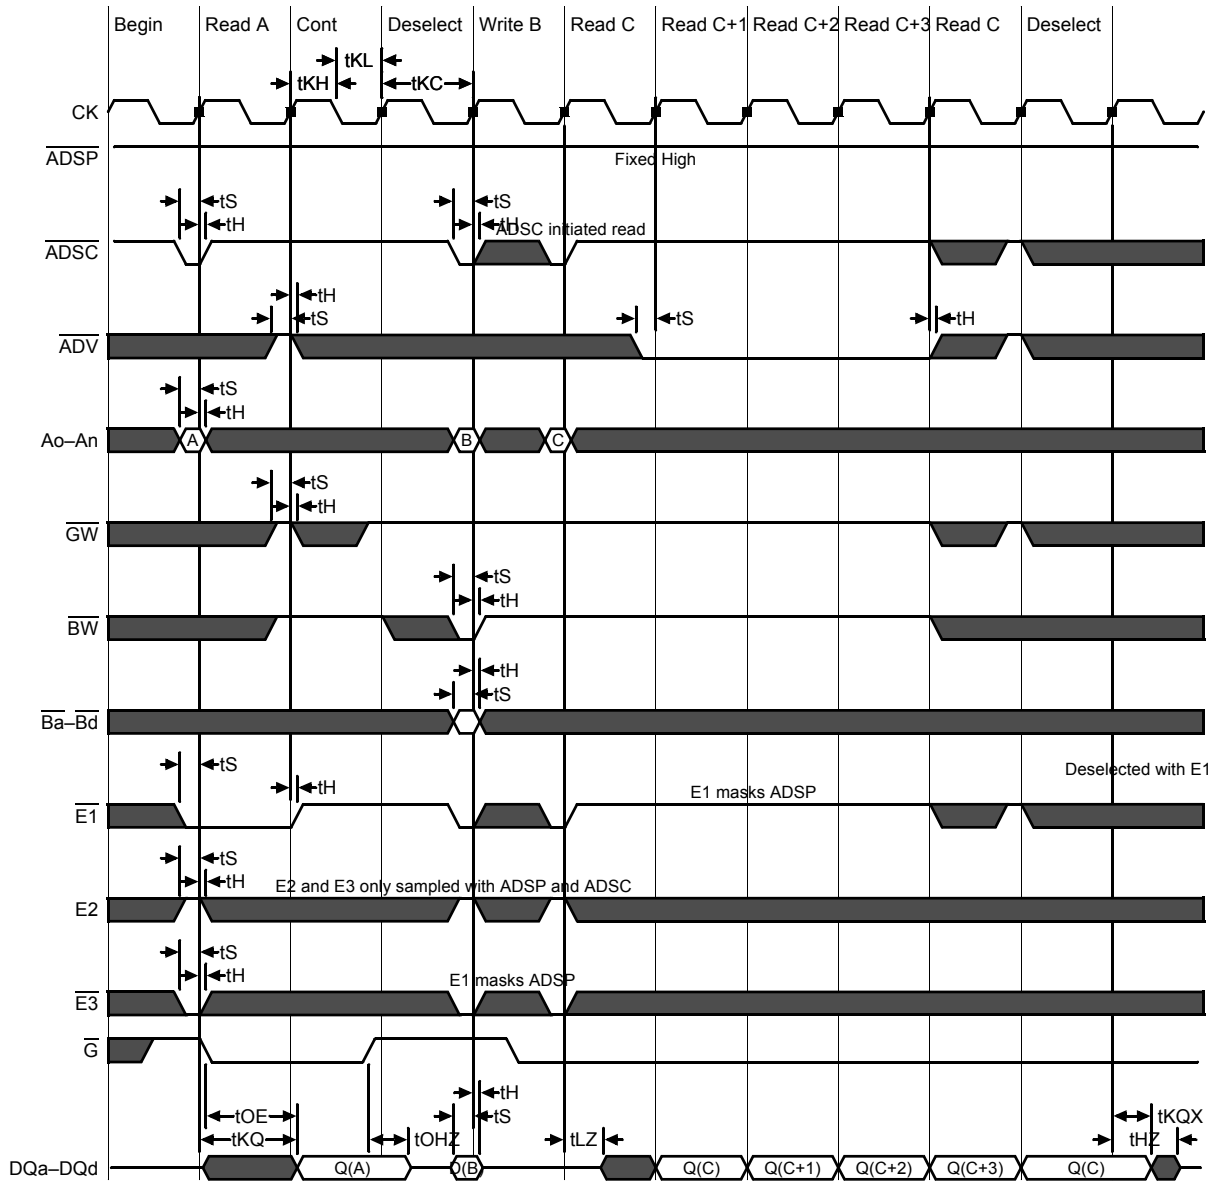 Begin Read A Cont Deselect Write B Read C Read C+1 Read C+2 Read C+3 Read C Deselect
tKL
tKH tKC
CK
ADSP
Fixed High
tS tS
tH tH
ADSC initiated read
ADSC
tH
tS tS tH
ADV
tS
tH
Ao–An A B C
tS
tH
GW
tS
tH
BW
tH
tS
Ba–Bd
tS
Deselected with E1
tH
E1 masks ADSP
E1
tS
tH
E2 and E3 only sampled with ADSP and ADSC
E2
tS
tH
E1 masks ADSP
E3
G
tH
tOE tS tKQX
tKQ tOHZ tLZ tHZ
DQa–DQd Q(A) D(B) Q(C) Q(C+1) Q(C+2) Q(C+3) Q(C)